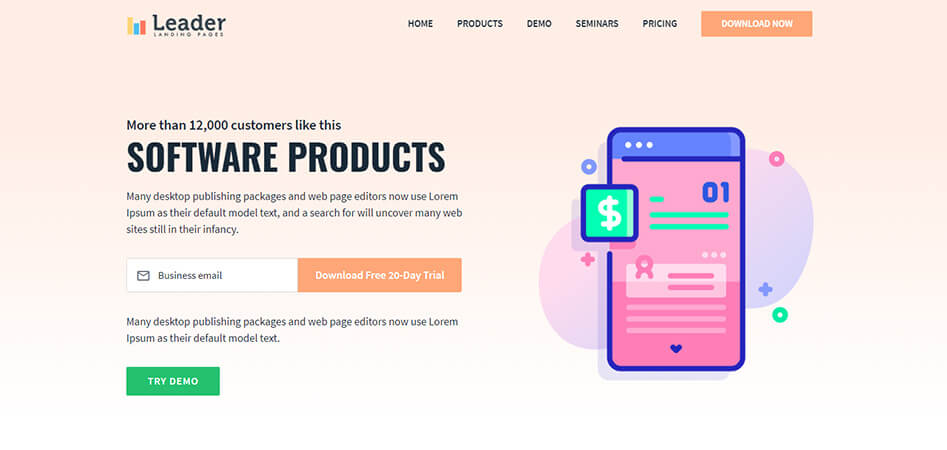 Leader
LANDING PAGES
HOME PRODUCTS DEMO SEMINARS PRICING DOWNLOAD NOW
More than 12,000 customers like this
SOFTWARE PRODUCTS
Many desktop publishing packages and web page editors now use Lorem
Ipsum as their default model text, and a search for will uncover many web
sites still in their infancy.
Business email
Download Free 20-Day Trial
Many desktop publishing packages and web page editors now use Lorem
Ipsum as their default model text.
TRY DEMO
$
01